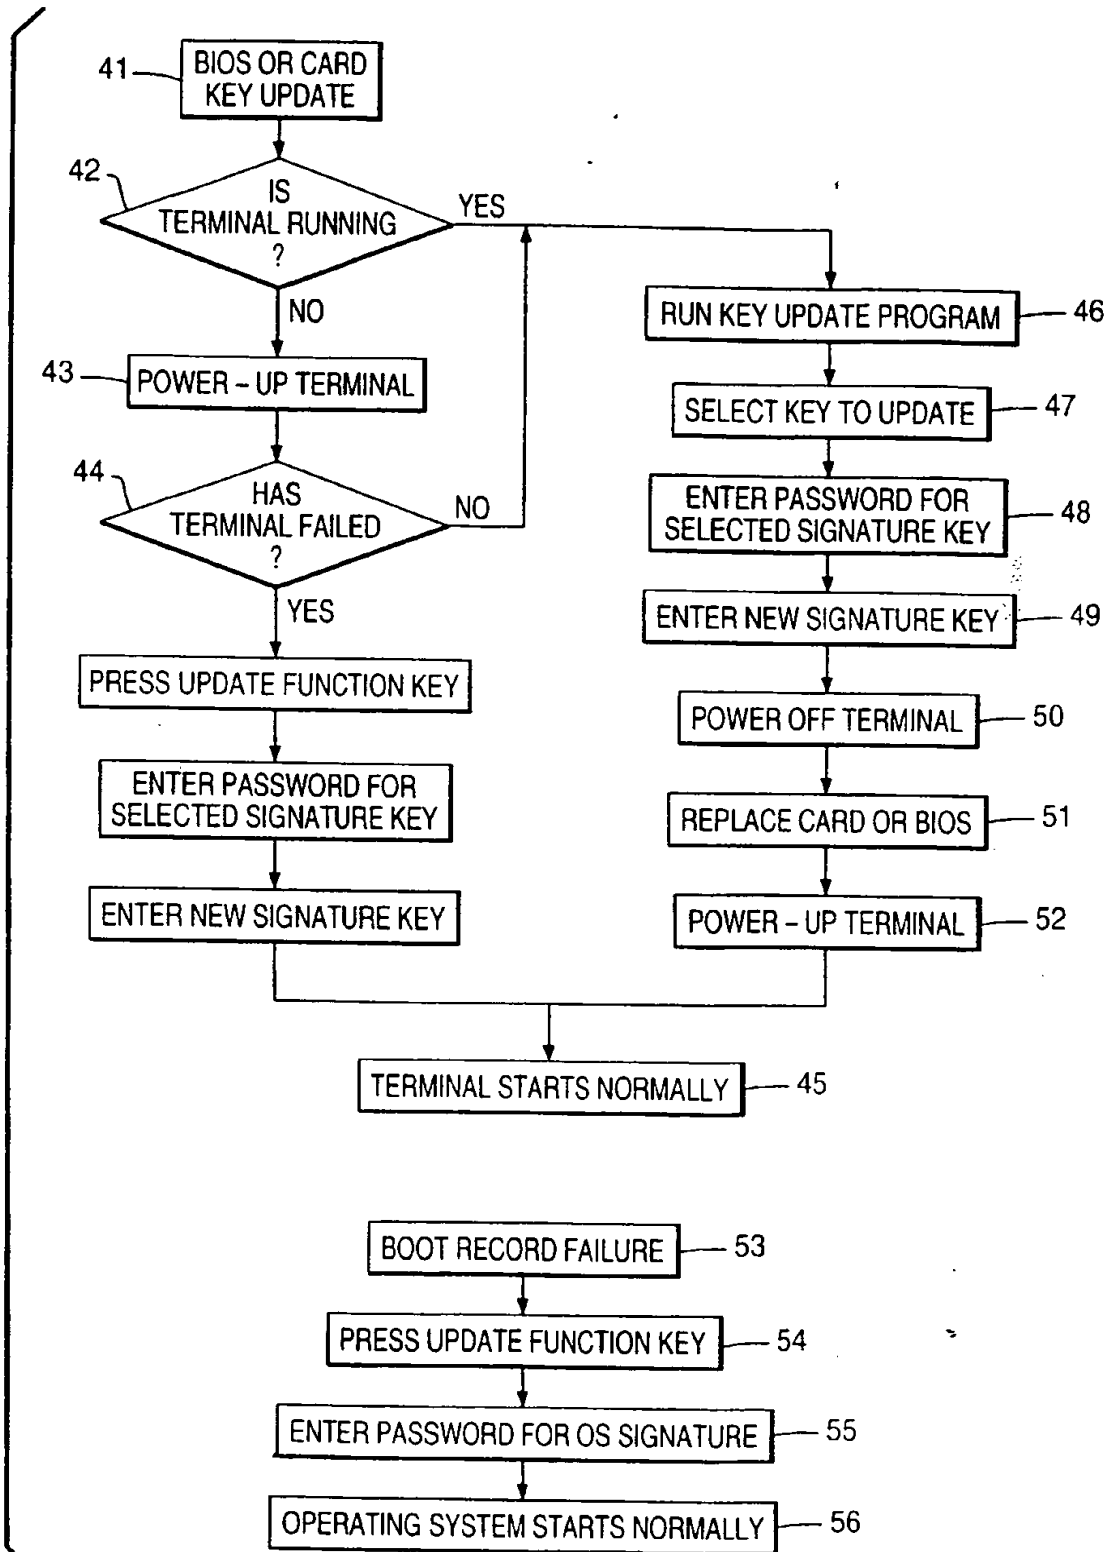 41
BIOS OR CARD
KEY UPDATE
42
IS
TERMINAL RUNNING
?
YES
NO
43
POWER – UP TERMINAL
44
HAS
TERMINAL FAILED
?
NO
YES
PRESS UPDATE FUNCTION KEY
ENTER PASSWORD FOR
SELECTED SIGNATURE KEY
ENTER NEW SIGNATURE KEY
RUN KEY UPDATE PROGRAM
46
SELECT KEY TO UPDATE
47
ENTER PASSWORD FOR
SELECTED SIGNATURE KEY
48
ENTER NEW SIGNATURE KEY
49
POWER OFF TERMINAL
50
REPLACE CARD OR BIOS
51
POWER – UP TERMINAL
52
TERMINAL STARTS NORMALLY
45
BOOT RECORD FAILURE
53
PRESS UPDATE FUNCTION KEY
54
ENTER PASSWORD FOR OS SIGNATURE
55
OPERATING SYSTEM STARTS NORMALLY
56